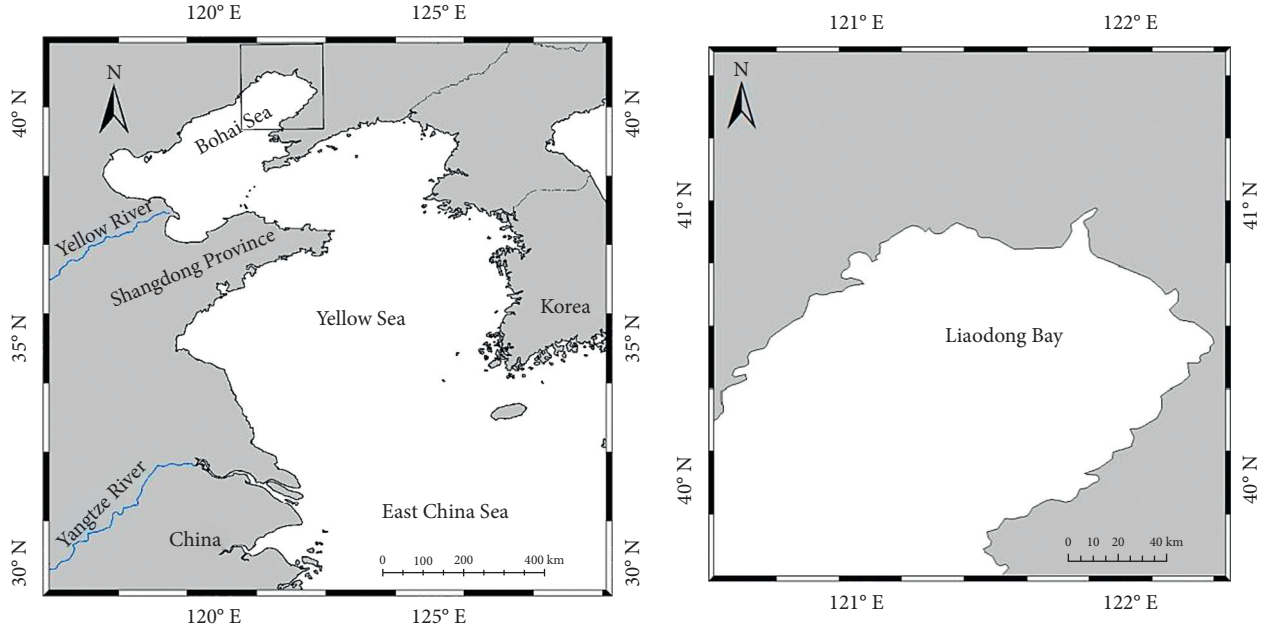 120° E
125° E
N
40° N
40° N
Bohai Sea
Yellow River
Shangdong Province
Yellow Sea
Korea
35° N
35° N
Yangtze River
East China Sea
China
0 100 200 400 km
30° N
30° N
120° E
125° E
121° E
122° E
N
41° N
41° N
Liaodong Bay
40° N
40° N
0 10 20 40 km
121° E
122° E